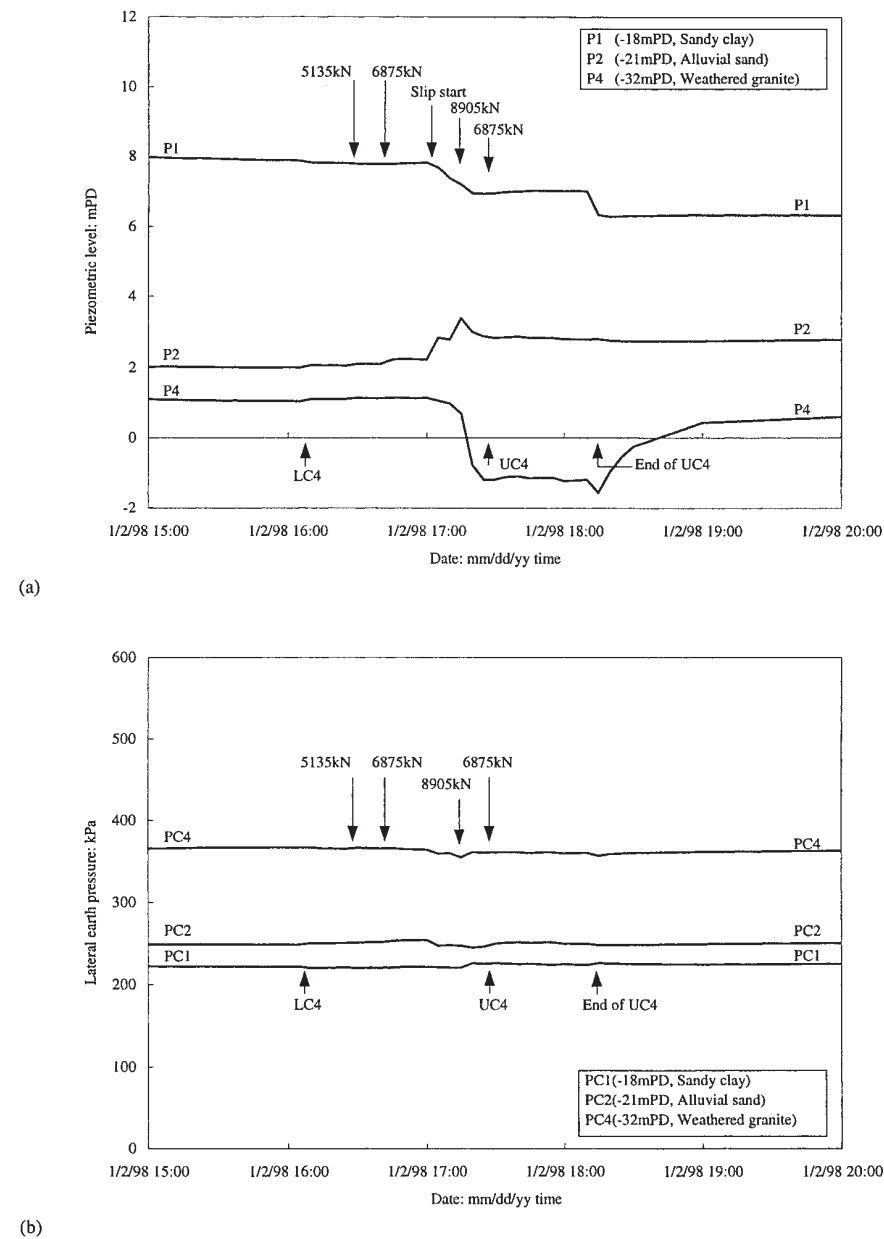 12
10
8
6
4
2
0
-2
Piezometric level: mPD
P1 (-18mPD, Sandy clay)
P2 (-21mPD, Alluvial sand)
P4 (-32mPD, Weathered granite)
5135kN
6875kN
Slip start
8905kN
6875kN
P1
P1
P2
P2
P4
P4
LC4
UC4
End of UC4
1/2/98 15:00
1/2/98 16:00
1/2/98 17:00
1/2/98 18:00
1/2/98 19:00
1/2/98 20:00
Date: mm/dd/yy time
(a)
600
500
400
300
200
100
0
Lateral earth pressure: kPa
5135kN
6875kN
8905kN
6875kN
PC4
PC4
PC2
PC2
PC1
PC1
LC4
UC4
End of UC4
PC1(-18mPD, Sandy clay)
PC2(-21mPD, Alluvial sand)
PC4(-32mPD, Weathered granite)
1/2/98 15:00
1/2/98 16:00
1/2/98 17:00
1/2/98 18:00
1/2/98 19:00
1/2/98 20:00
Date: mm/dd/yy time
(b)